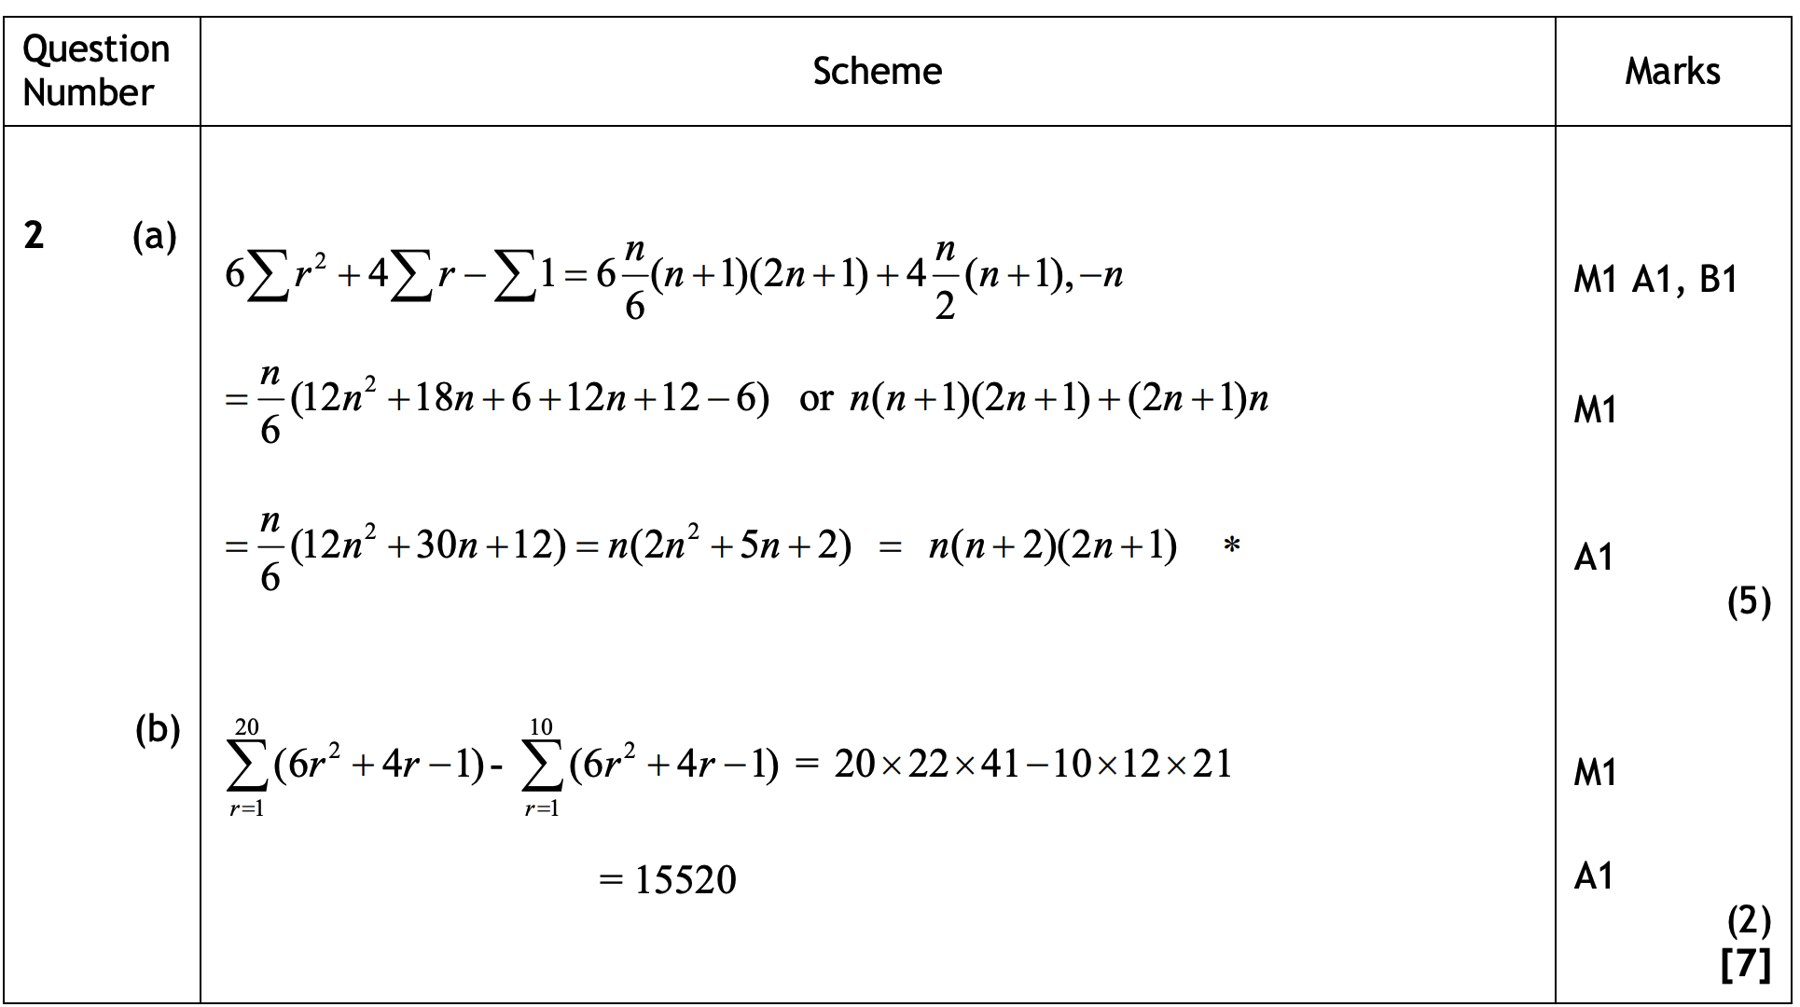 Question Number Scheme Marks
2 (a)
6∑r² + 4∑r − ∑1 = 6 n/6 (n+1)(2n+1) + 4 n/2 (n+1), −n M1 A1, B1
= n/6 (12n² + 18n + 6 + 12n + 12 − 6) or n(n+1)(2n+1) + (2n+1)n M1
= n/6 (12n² + 30n + 12) = n(2n² + 5n + 2) = n(n+2)(2n+1) * A1
(5)
(b)
∑_{r=1}^{20} (6r² + 4r − 1) - ∑_{r=1}^{10} (6r² + 4r − 1) = 20×22×41 − 10×12×21 M1
= 15520 A1
(2)
[7]